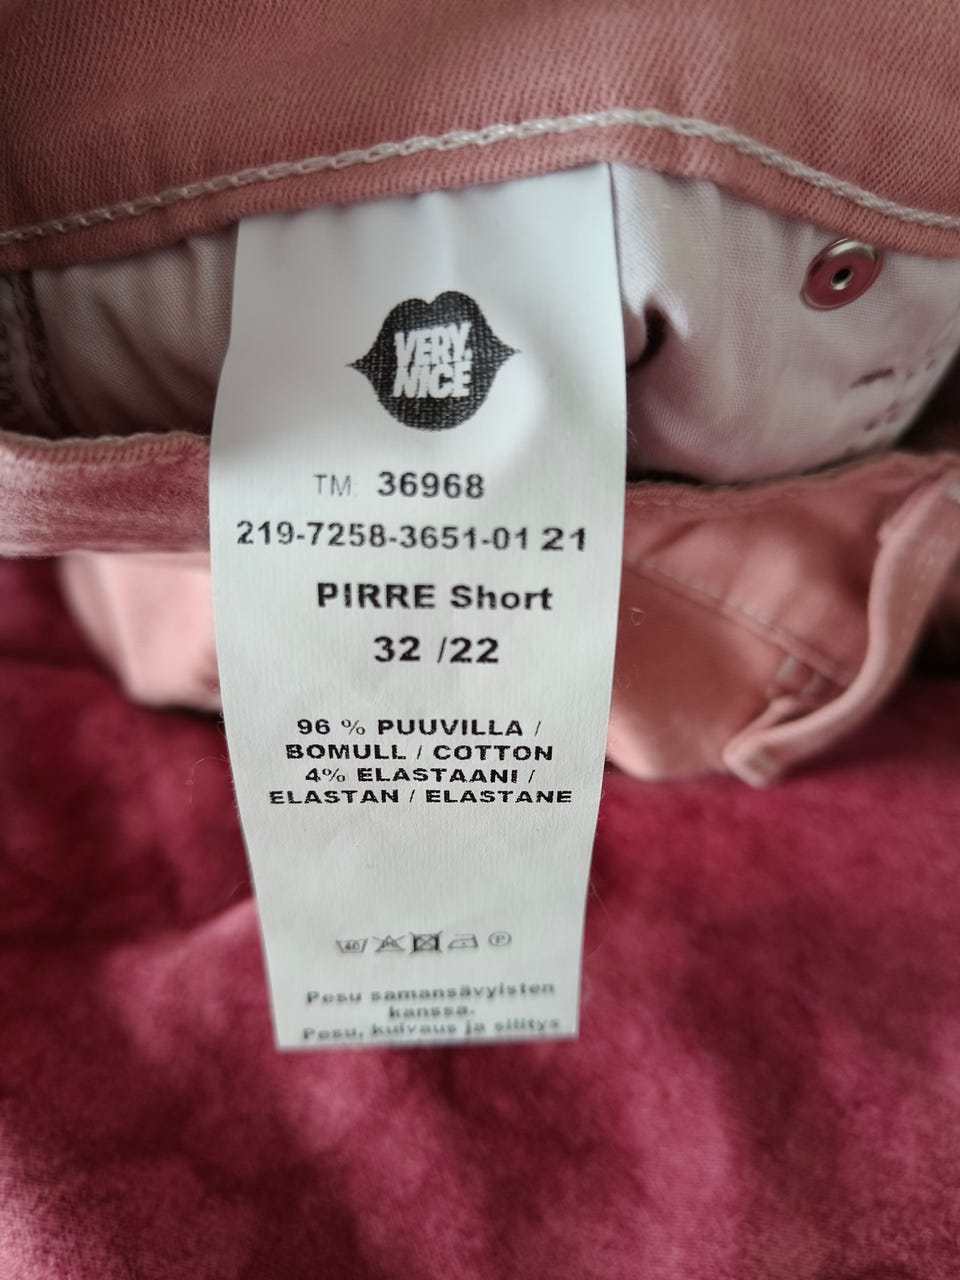 VERY
NICE
TM 36968
219-7258-3651-01 21
PIRRE Short
32 /22
96 % PUUVILLA /
BOMULL / COTTON
4% ELASTAANI /
ELASTAN / ELASTANE
40 P
Pesu samansävyisten
kanssa.
Pesu, kuivaus ja silitys